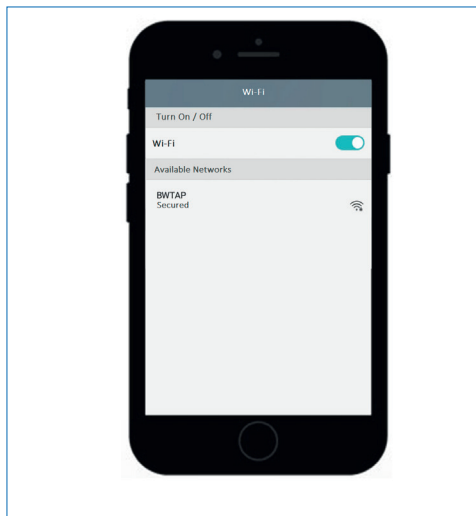 Wi-Fi
Turn On / Off
Wi-Fi
Available Networks
BWTAP
Secured